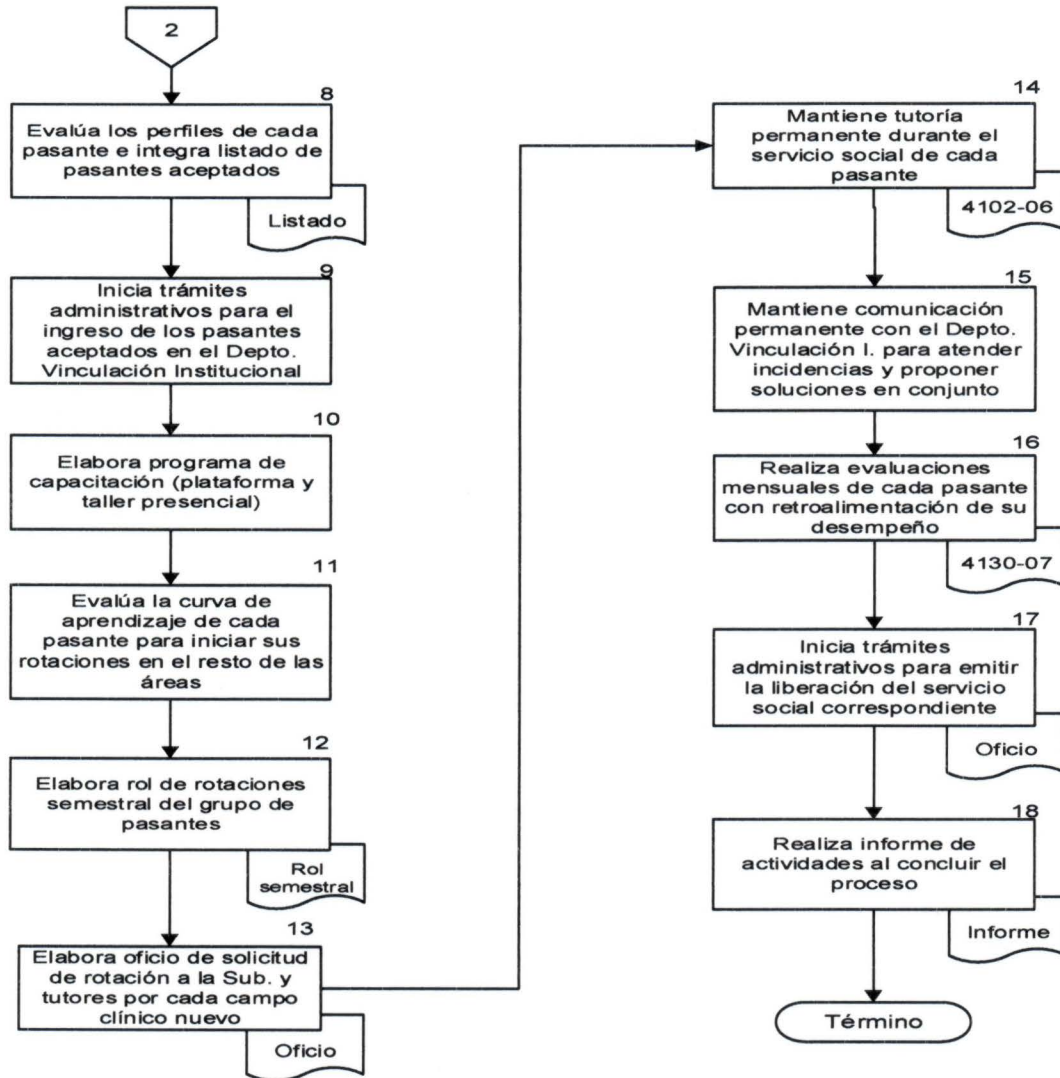 2
8
Evalúa los perfiles de cada
pasante e integra listado de
pasantes aceptados
Listado
9
Inicia trámites
administrativos para el
ingreso de los pasantes
aceptados en el Depto.
Vinculación Institucional
10
Elabora programa de
capacitación (plataforma y
taller presencial)
11
Evalúa la curva de
aprendizaje de cada
pasante para iniciar sus
rotaciones en el resto de las
áreas
12
Elabora rol de rotaciones
semestral del grupo de
pasantes
Rol
semestral
13
Elabora oficio de solicitud
de rotación a la Sub. y
tutores por cada campo
clínico nuevo
Oficio
14
Mantiene tutoría
permanente durante el
servicio social de cada
pasante
4102-06
15
Mantiene comunicación
permanente con el Depto.
Vinculación I. para atender
incidencias y proponer
soluciones en conjunto
16
Realiza evaluaciones
mensuales de cada pasante
con retroalimentación de su
desempeño
4130-07
17
Inicia trámites
administrativos para emitir
la liberación del servicio
social correspondiente
Oficio
18
Realiza informe de
actividades al concluir el
proceso
Informe
Término